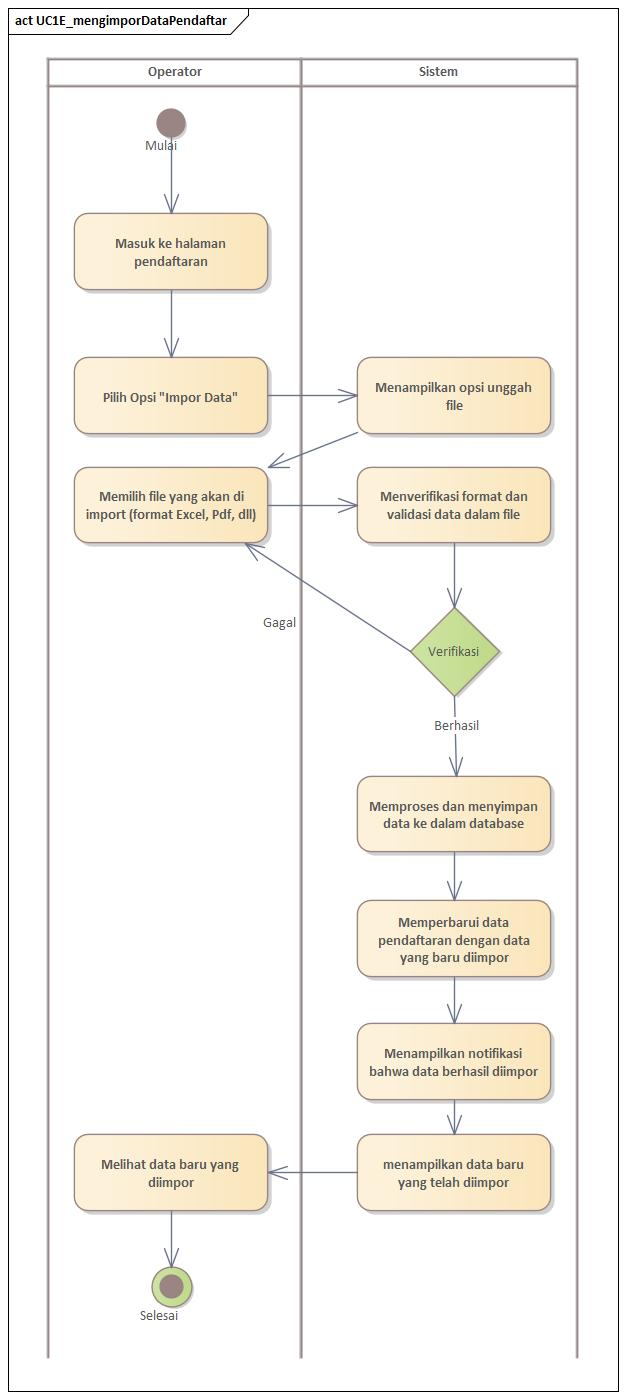 act UC1E_mengimporDataPendaftar
Operator
Sistem
Mulai
Masuk ke halaman
pendaftaran
Pilih Opsi "Impor Data"
Menampilkan opsi unggah
file
Memilih file yang akan di
import (format Excel, Pdf, dll)
Menverifikasi format dan
validasi data dalam file
Gagal
Verifikasi
Berhasil
Memproses dan menyimpan
data ke dalam database
Memperbarui data
pendaftaran dengan data
yang baru diimpor
Menampilkan notifikasi
bahwa data berhasil diimpor
menampilkan data baru
yang telah diimpor
Melihat data baru yang
diimpor
Selesai